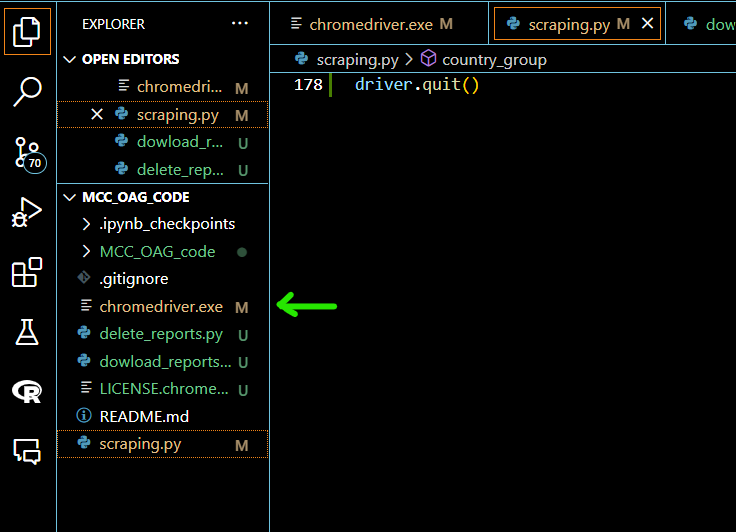 EXPLORER ···
chromedriver.exe M
scraping.py M
dow
OPEN EDITORS
chromedri... M
scraping.py M
dowload_r... U
delete_rep... U
scraping.py > country_group
178 driver.quit()
70
MCC_OAG_CODE
.ipynb_checkpoints
MCC_OAG_code
.gitignore
chromedriver.exe M
delete_reports.py U
dowload_reports... U
LICENSE.chrome... U
README.md
scraping.py M
R